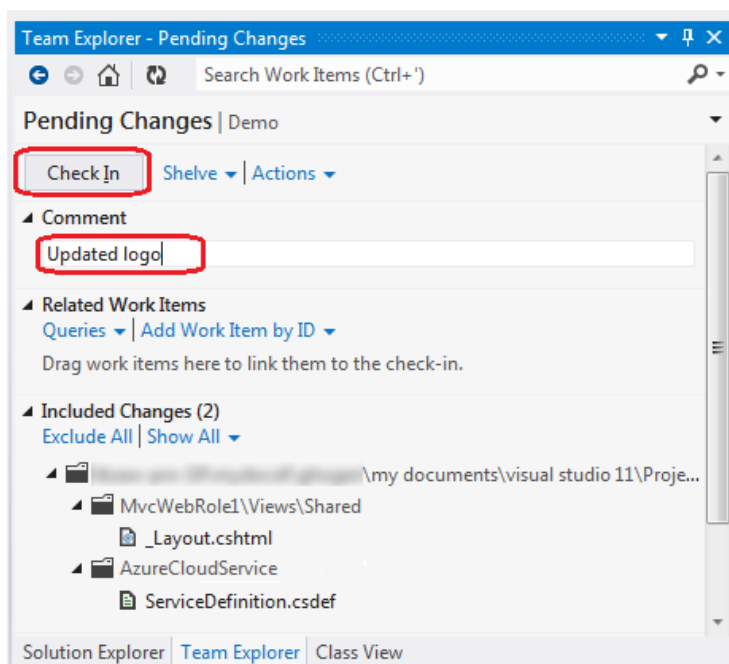 Team Explorer - Pending Changes
Search Work Items (Ctrl+')
Pending Changes | Demo
Check In Shelve Actions
Comment
Updated logo
Related Work Items
Queries Add Work Item by ID
Drag work items here to link them to the check-in.
Included Changes (2)
Exclude All Show All
\my documents\visual studio 11\Proje...
MvcWebRole1\Views\Shared
_Layout.cshtml
AzureCloudService
ServiceDefinition.csdef
Solution Explorer Team Explorer Class View